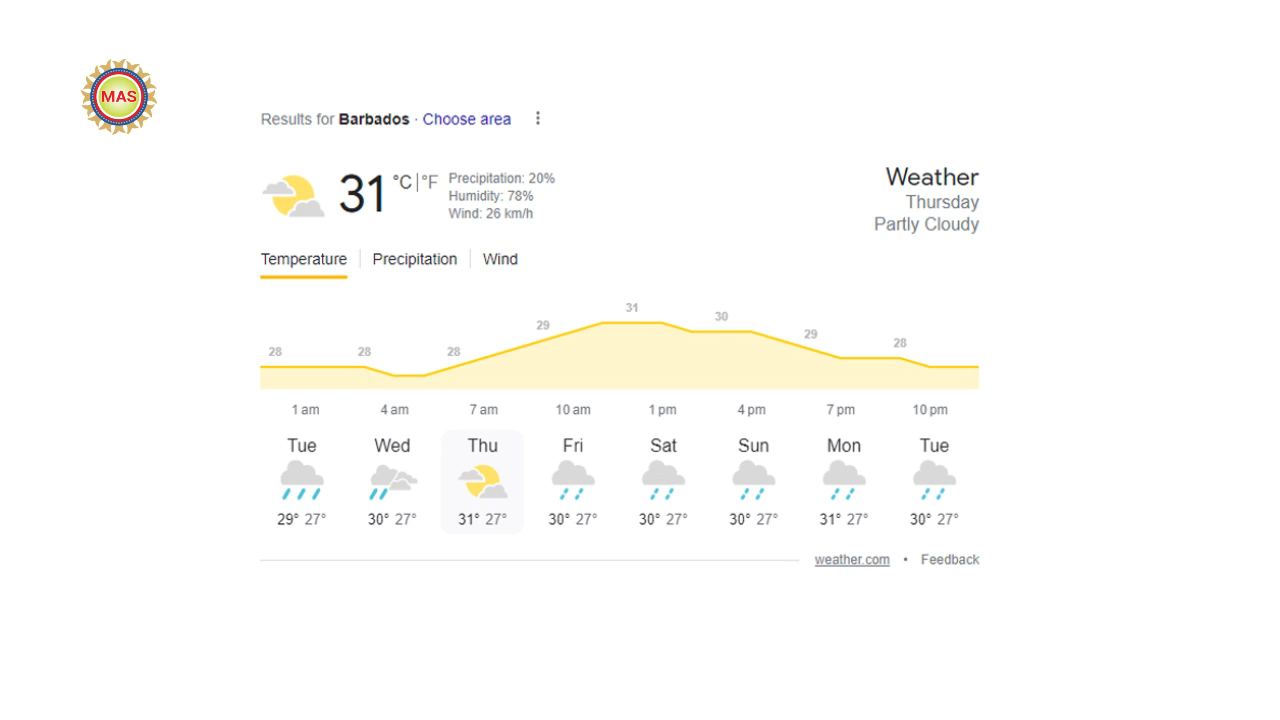 MAS
Results for Barbados · Choose area
31 °C | °F
Precipitation: 20%
Humidity: 78%
Wind: 26 km/h
Weather
Thursday
Partly Cloudy
Temperature Precipitation Wind
28 28 28 29 31 30 29 28
1 am 4 am 7 am 10 am 1 pm 4 pm 7 pm 10 pm
Tue Wed Thu Fri Sat Sun Mon Tue
29° 27° 30° 27° 31° 27° 30° 27° 30° 27° 30° 27° 31° 27° 30° 27°
weather.com • Feedback